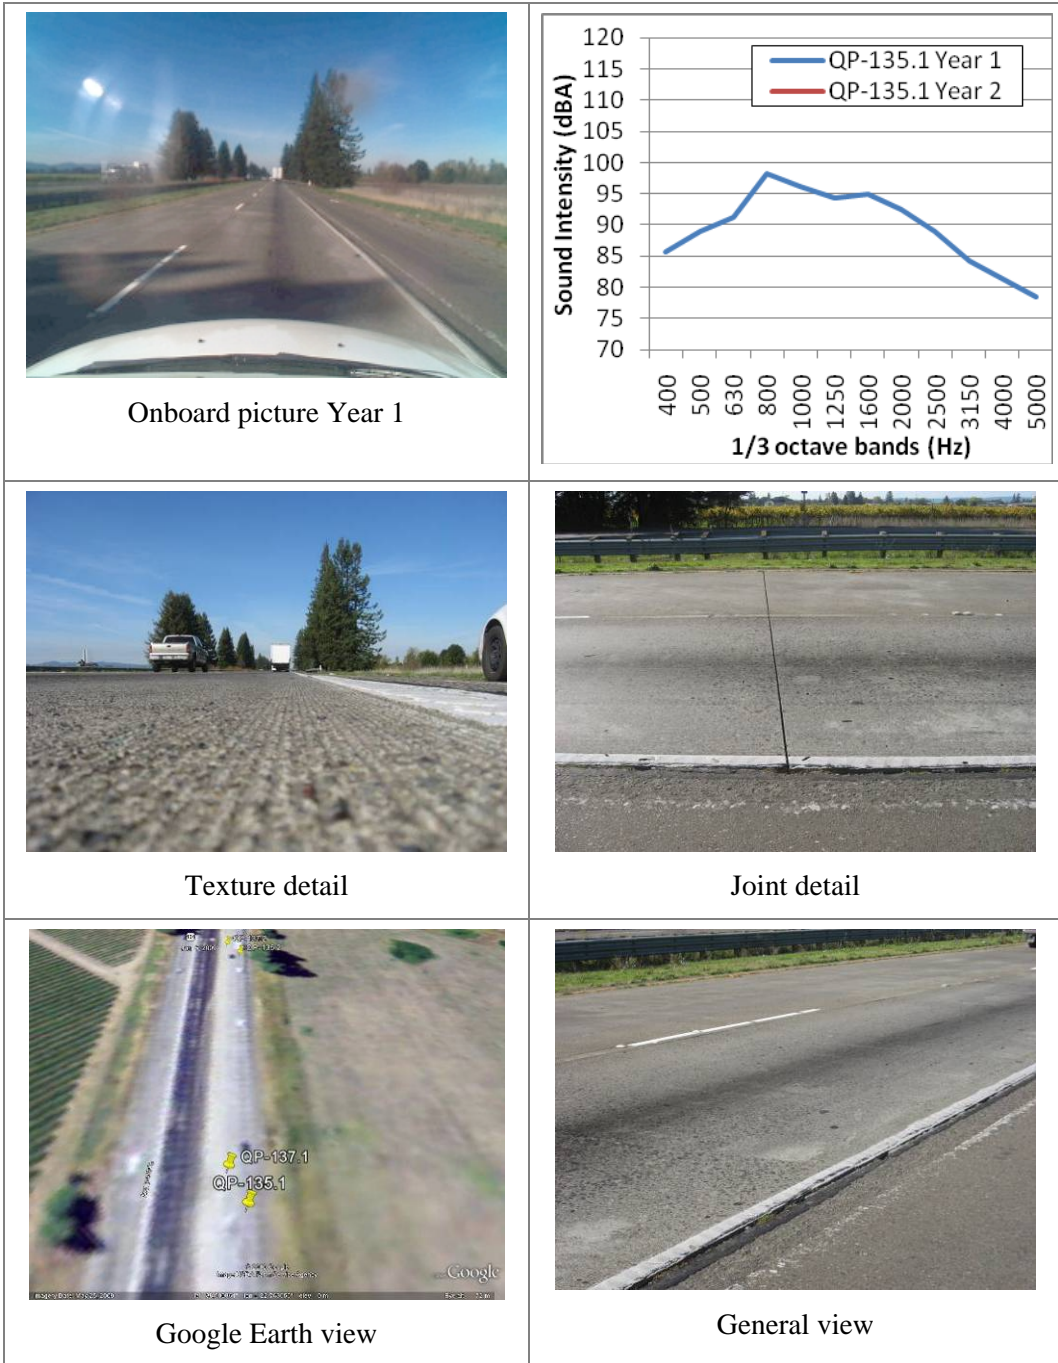 120
115
110
105
100
95
90
85
80
75
70
Sound Intensity (dBA)
QP-135.1 Year 1
QP-135.1 Year 2
400
500
630
800
1000
1250
1600
2000
2500
3150
4000
5000
1/3 octave bands (Hz)
Onboard picture Year 1
Texture detail
Joint detail
QP-137.1
QP-135.1
Google
Google Earth view
General view